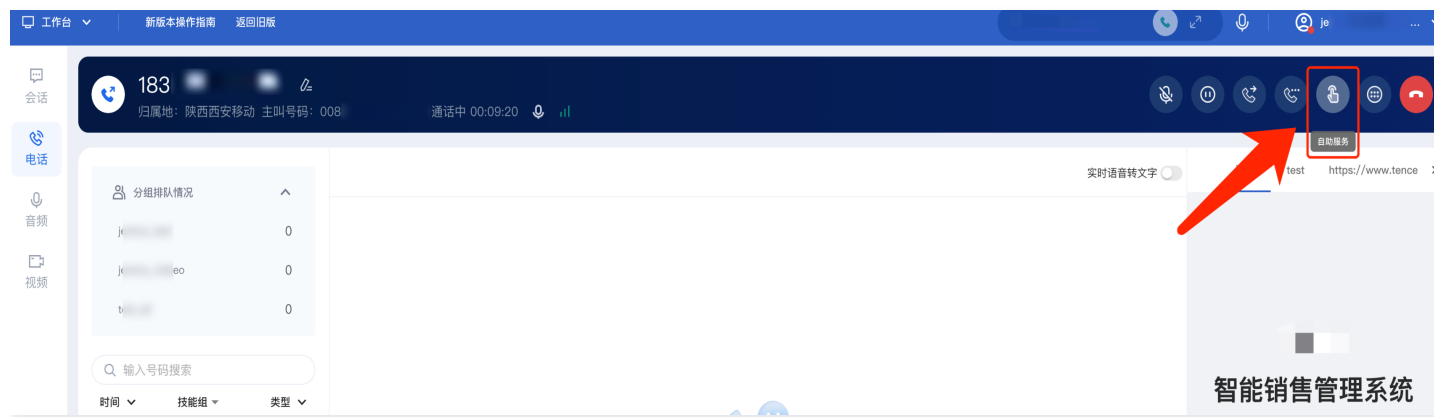 工作台 新版本操作指南 返回旧版 je ...
会话
电话
音频
视频
183
归属地：陕西西安移动 主叫号码：008 通话中 00:09:20
自助服务
实时语音转文字 test https://www.tence
分组排队情况
0
eo 0
0
输入号码搜索
时间 技能组 类型
智能销售管理系统